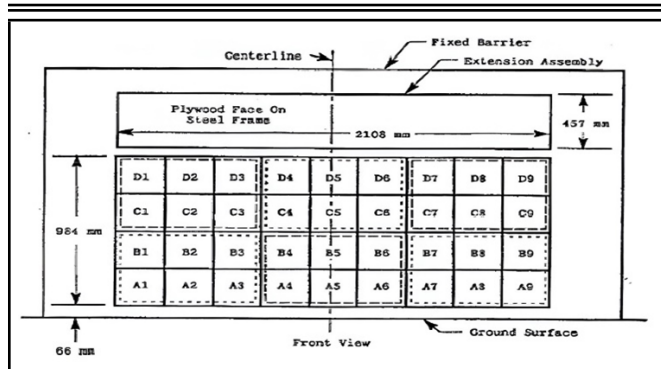 Centerline
Fixed Barrier
Extension Assembly
Plywood Face On
Steel Frame
2108 mm
457 mm
D1 D2 D3 D4 D5 D6 D7 D8 D9
C1 C2 C3 C4 C5 C6 C7 C8 C9
984 mm
B1 B2 B3 B4 B5 B6 B7 B8 B9
A1 A2 A3 A4 A5 A6 A7 A8 A9
Ground Surface
Front View
66 mm